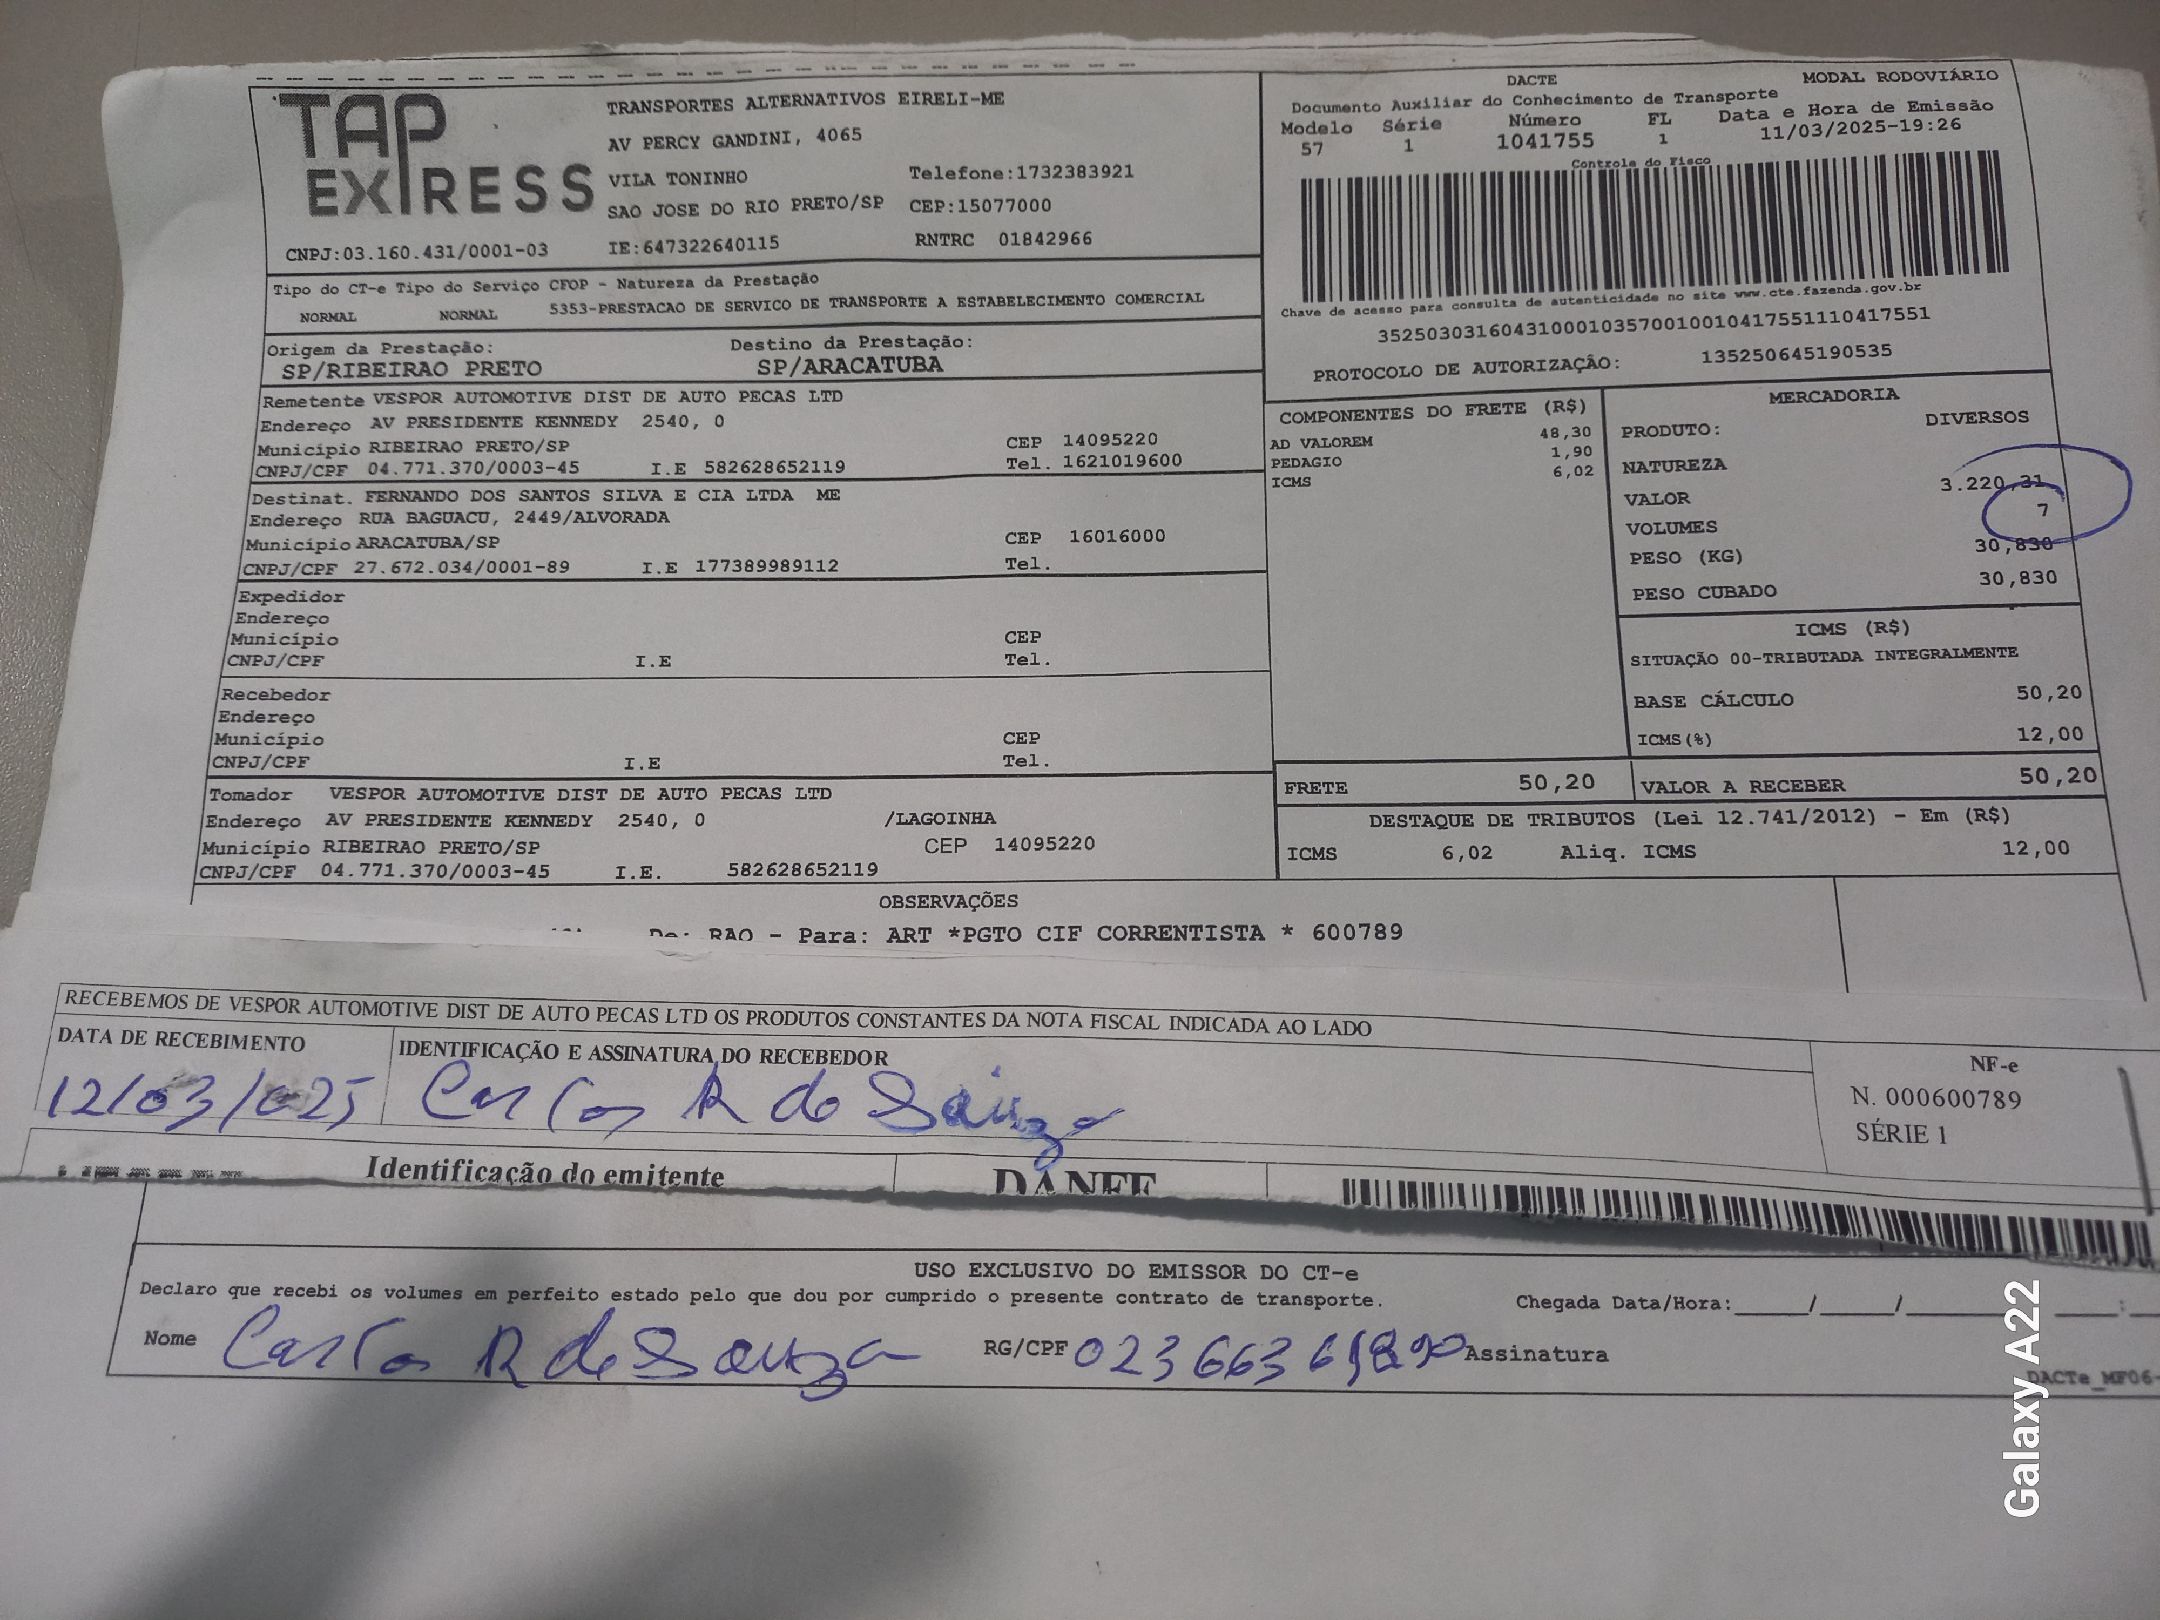 TAP EXPRESS
TRANSPORTES ALTERNATIVOS EIRELI-ME
AV PERCY GANDINI, 4065
VILA TONINHO Telefone:1732383921
SAO JOSE DO RIO PRETO/SP CEP:15077000
CNPJ:03.160.431/0001-03 IE:647322640115 RNTRC 01842966
DACTE MODAL RODOVIÁRIO
Documento Auxiliar do Conhecimento de Transporte
Modelo Série Número FL Data e Hora de Emissão
57 1 1041755 1 11/03/2025-19:26
Controle do Fisco
Chave de acesso para consulta de autenticidade no site www.cte.fazenda.gov.br
35250303160431000103570010010417551110417551
PROTOCOLO DE AUTORIZAÇÃO: 135250645190535
Tipo do CT-e Tipo do Serviço CFOP - Natureza da Prestação
NORMAL NORMAL 5353-PRESTACAO DE SERVICO DE TRANSPORTE A ESTABELECIMENTO COMERCIAL
Origem da Prestação: Destino da Prestação:
SP/RIBEIRAO PRETO SP/ARACATUBA
Remetente VESPOR AUTOMOTIVE DIST DE AUTO PECAS LTD
Endereço AV PRESIDENTE KENNEDY 2540, 0
Município RIBEIRAO PRETO/SP CEP 14095220
CNPJ/CPF 04.771.370/0003-45 I.E 582628652119 Tel. 1621019600
Destinat. FERNANDO DOS SANTOS SILVA E CIA LTDA ME
Endereço RUA BAGUACU, 2449/ALVORADA
Município ARACATUBA/SP CEP 16016000
CNPJ/CPF 27.672.034/0001-89 I.E 177389989112 Tel.
Expedidor
Endereço
Município CEP
CNPJ/CPF I.E Tel.
Recebedor
Endereço
Município CEP
CNPJ/CPF I.E Tel.
Tomador VESPOR AUTOMOTIVE DIST DE AUTO PECAS LTD
Endereço AV PRESIDENTE KENNEDY 2540, 0 /LAGOINHA
Município RIBEIRAO PRETO/SP CEP 14095220
CNPJ/CPF 04.771.370/0003-45 I.E. 582628652119
COMPONENTES DO FRETE (R$)
AD VALOREM 48,30
PEDAGIO 1,90
ICMS 6,02
MERCADORIA
PRODUTO: DIVERSOS
NATUREZA
VALOR 3.220,31
VOLUMES 7
PESO (KG) 30,830
PESO CUBADO 30,830
ICMS (R$)
SITUAÇÃO 00-TRIBUTADA INTEGRALMENTE
BASE CÁLCULO 50,20
ICMS(%) 12,00
FRETE 50,20 VALOR A RECEBER 50,20
DESTAQUE DE TRIBUTOS (Lei 12.741/2012) - Em (R$)
ICMS 6,02 Aliq. ICMS 12,00
OBSERVAÇÕES
De: RAO - Para: ART *PGTO CIF CORRENTISTA * 600789
RECEBEMOS DE VESPOR AUTOMOTIVE DIST DE AUTO PECAS LTD OS PRODUTOS CONSTANTES DA NOTA FISCAL INDICADA AO LADO
DATA DE RECEBIMENTO IDENTIFICAÇÃO E ASSINATURA DO RECEBEDOR
12/03/025 Carlos R de Souza
NF-e
N. 000600789
SÉRIE 1
Identificação do emitente DANFE
USO EXCLUSIVO DO EMISSOR DO CT-e
Declaro que recebi os volumes em perfeito estado pelo que dou por cumprido o presente contrato de transporte. Chegada Data/Hora:____/____/____ ____:
Nome Carlos R de Souza RG/CPF Assinatura
DACTe_MF06-
Galaxy A22